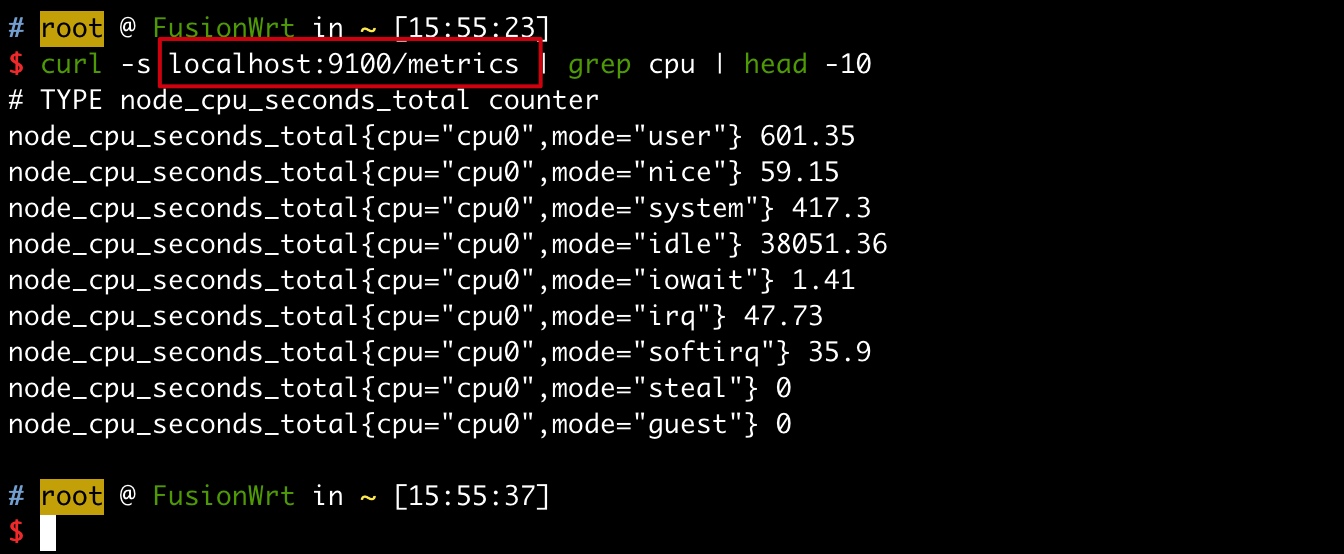 # root @ FusionWrt in ~ [15:55:23]
$ curl -s localhost:9100/metrics | grep cpu | head -10
# TYPE node_cpu_seconds_total counter
node_cpu_seconds_total{cpu="cpu0",mode="user"} 601.35
node_cpu_seconds_total{cpu="cpu0",mode="nice"} 59.15
node_cpu_seconds_total{cpu="cpu0",mode="system"} 417.3
node_cpu_seconds_total{cpu="cpu0",mode="idle"} 38051.36
node_cpu_seconds_total{cpu="cpu0",mode="iowait"} 1.41
node_cpu_seconds_total{cpu="cpu0",mode="irq"} 47.73
node_cpu_seconds_total{cpu="cpu0",mode="softirq"} 35.9
node_cpu_seconds_total{cpu="cpu0",mode="steal"} 0
node_cpu_seconds_total{cpu="cpu0",mode="guest"} 0
# root @ FusionWrt in ~ [15:55:37]
$